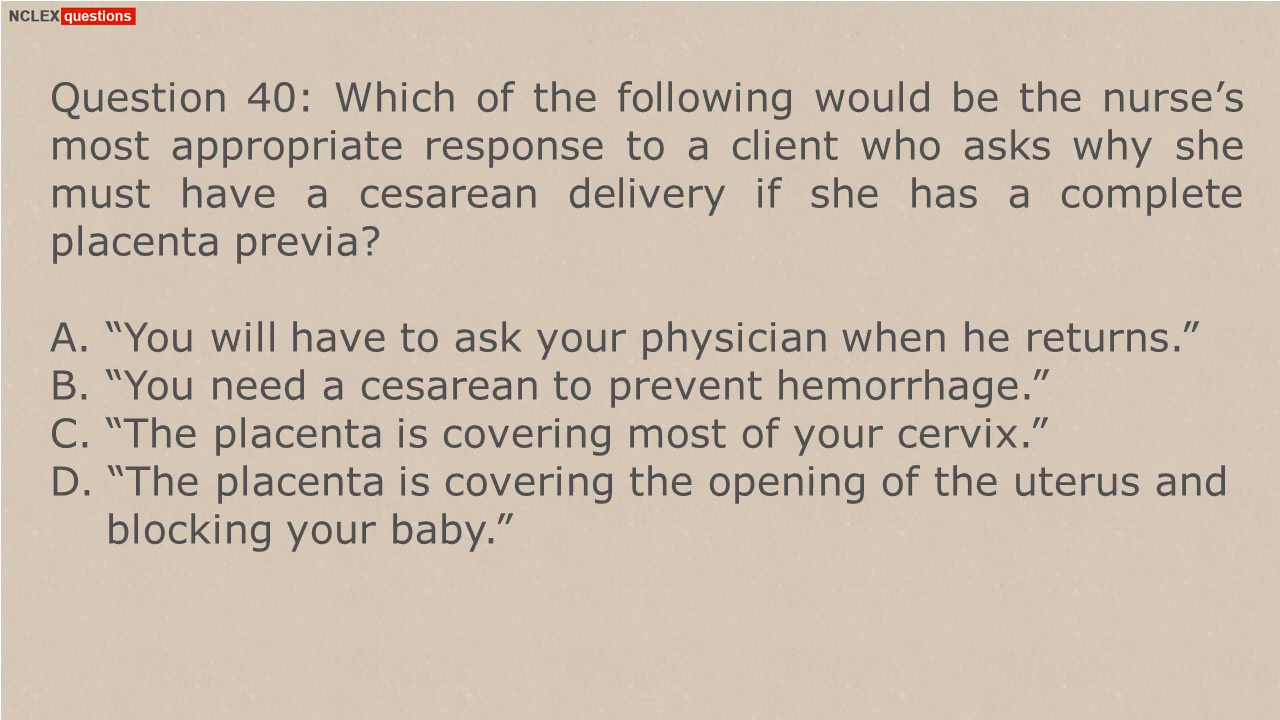 NCLEX questions
Question 40: Which of the following would be the nurse’s
most appropriate response to a client who asks why she
must have a cesarean delivery if she has a complete
placenta previa?
A. “You will have to ask your physician when he returns.”
B. “You need a cesarean to prevent hemorrhage.”
C. “The placenta is covering most of your cervix.”
D. “The placenta is covering the opening of the uterus and
blocking your baby.”